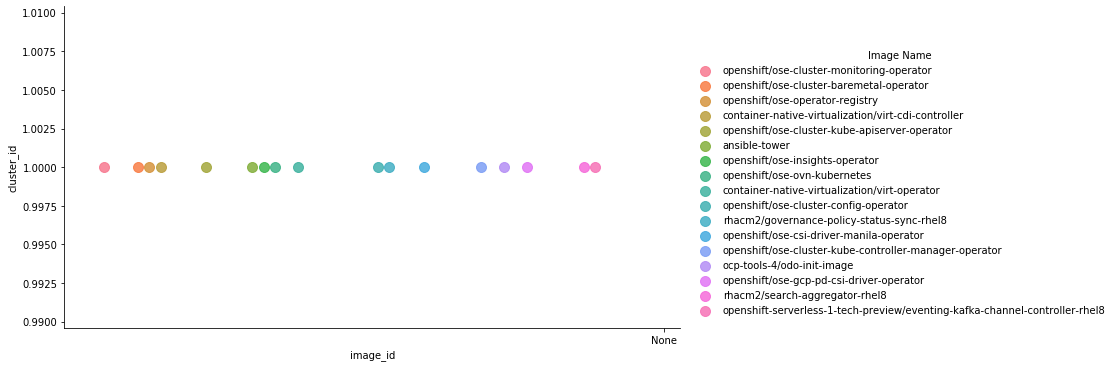 1.0100
1.0075
1.0050
1.0025
1.0000
0.9975
0.9950
0.9925
0.9900
cluster_id
None
image_id
Image Name
openshift/ose-cluster-monitoring-operator
openshift/ose-cluster-baremetal-operator
openshift/ose-operator-registry
container-native-virtualization/virt-cdi-controller
openshift/ose-cluster-kube-apiserver-operator
ansible-tower
openshift/ose-insights-operator
openshift/ose-ovn-kubernetes
container-native-virtualization/virt-operator
openshift/ose-cluster-config-operator
rhacm2/governance-policy-status-sync-rhel8
openshift/ose-csi-driver-manila-operator
openshift/ose-cluster-kube-controller-manager-operator
ocp-tools-4/odo-init-image
openshift/ose-gcp-pd-csi-driver-operator
rhacm2/search-aggregator-rhel8
openshift-serverless-1-tech-preview/eventing-kafka-channel-controller-rhel8